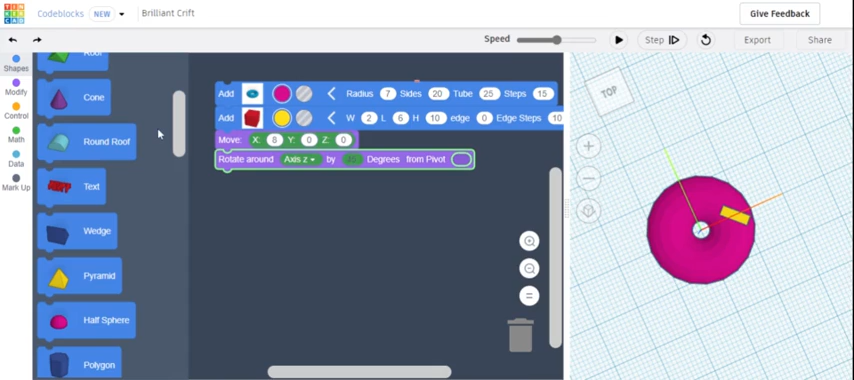 TIN KER CAD
Codeblocks NEW
Brilliant Crift
Give Feedback
Speed
Step
Export
Share
Shapes
Modify
Control
Math
Data
Mark Up
Roof
Cone
Round Roof
Text
Wedge
Pyramid
Half Sphere
Polygon
Add Radius 7 Sides 20 Tube 25 Steps 15
Add W 2 L 6 H 10 edge 0 Edge Steps 10
Move: X: 8 Y: 0 Z: 0
Rotate around Axis z by Degrees from Pivot
TOP